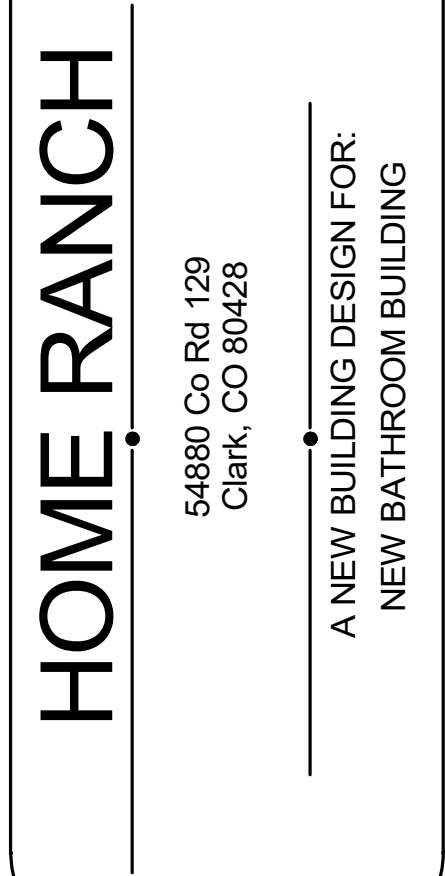 HOME RANCH
54880 Co Rd 129
Clark, CO 80428
A NEW BUILDING DESIGN FOR:
NEW BATHROOM BUILDING